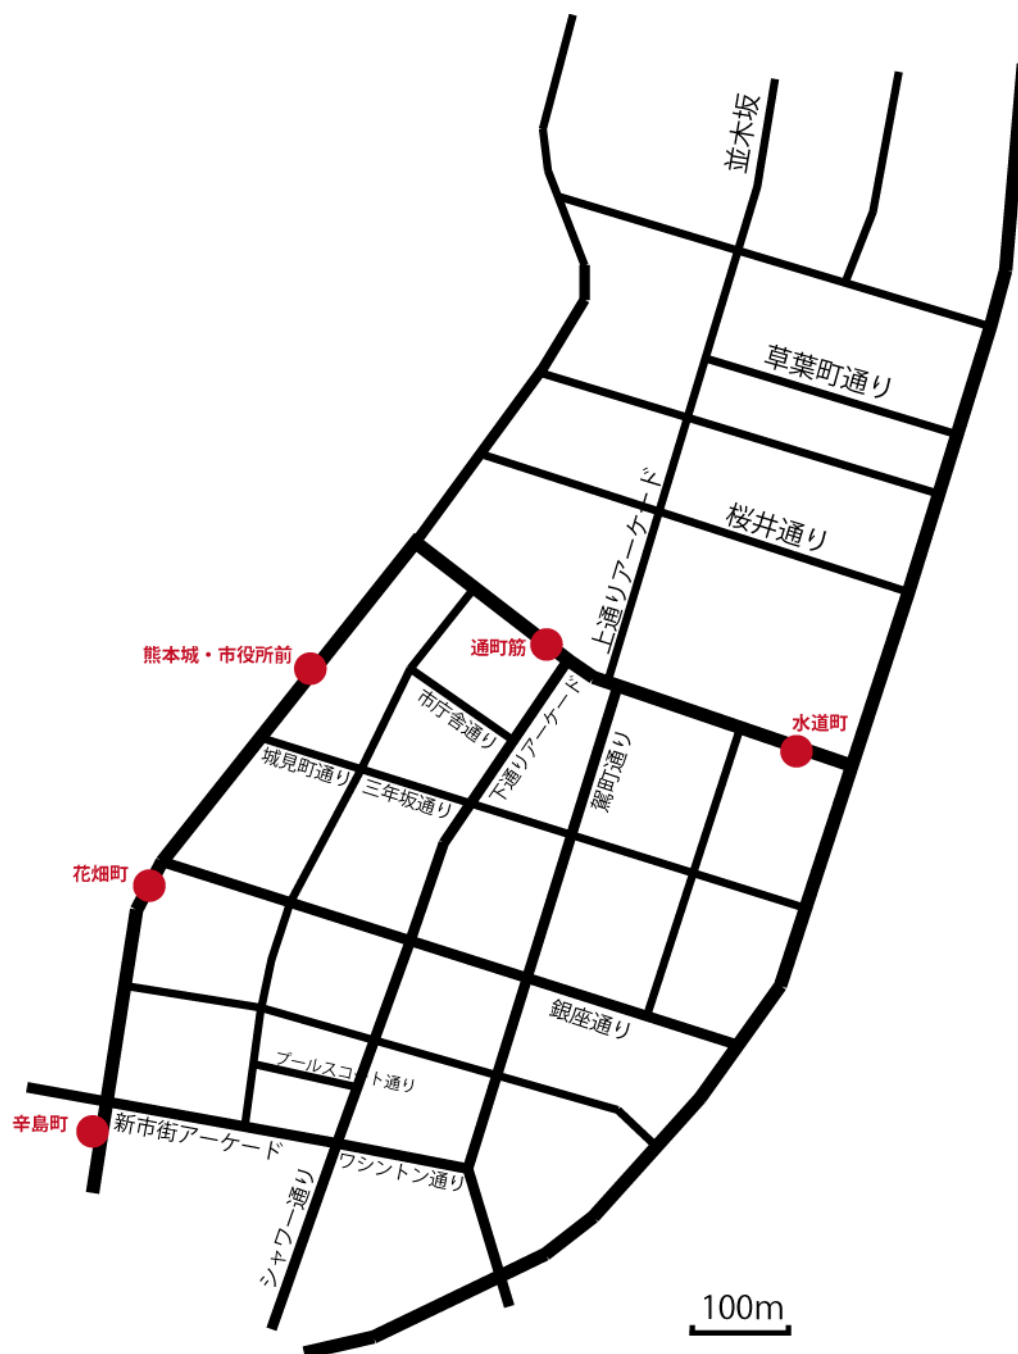 並木坂
草葉町通り
上通りアーケード
桜井通り
熊本城・市役所前
通町筋
水道町
市庁舎通り
下通りアーケード
駕町通り
城見町通り
三年坂通り
花畑町
銀座通り
プールスコート通り
辛島町
新市街アーケード
ワシントン通り
シャワー通り
100m